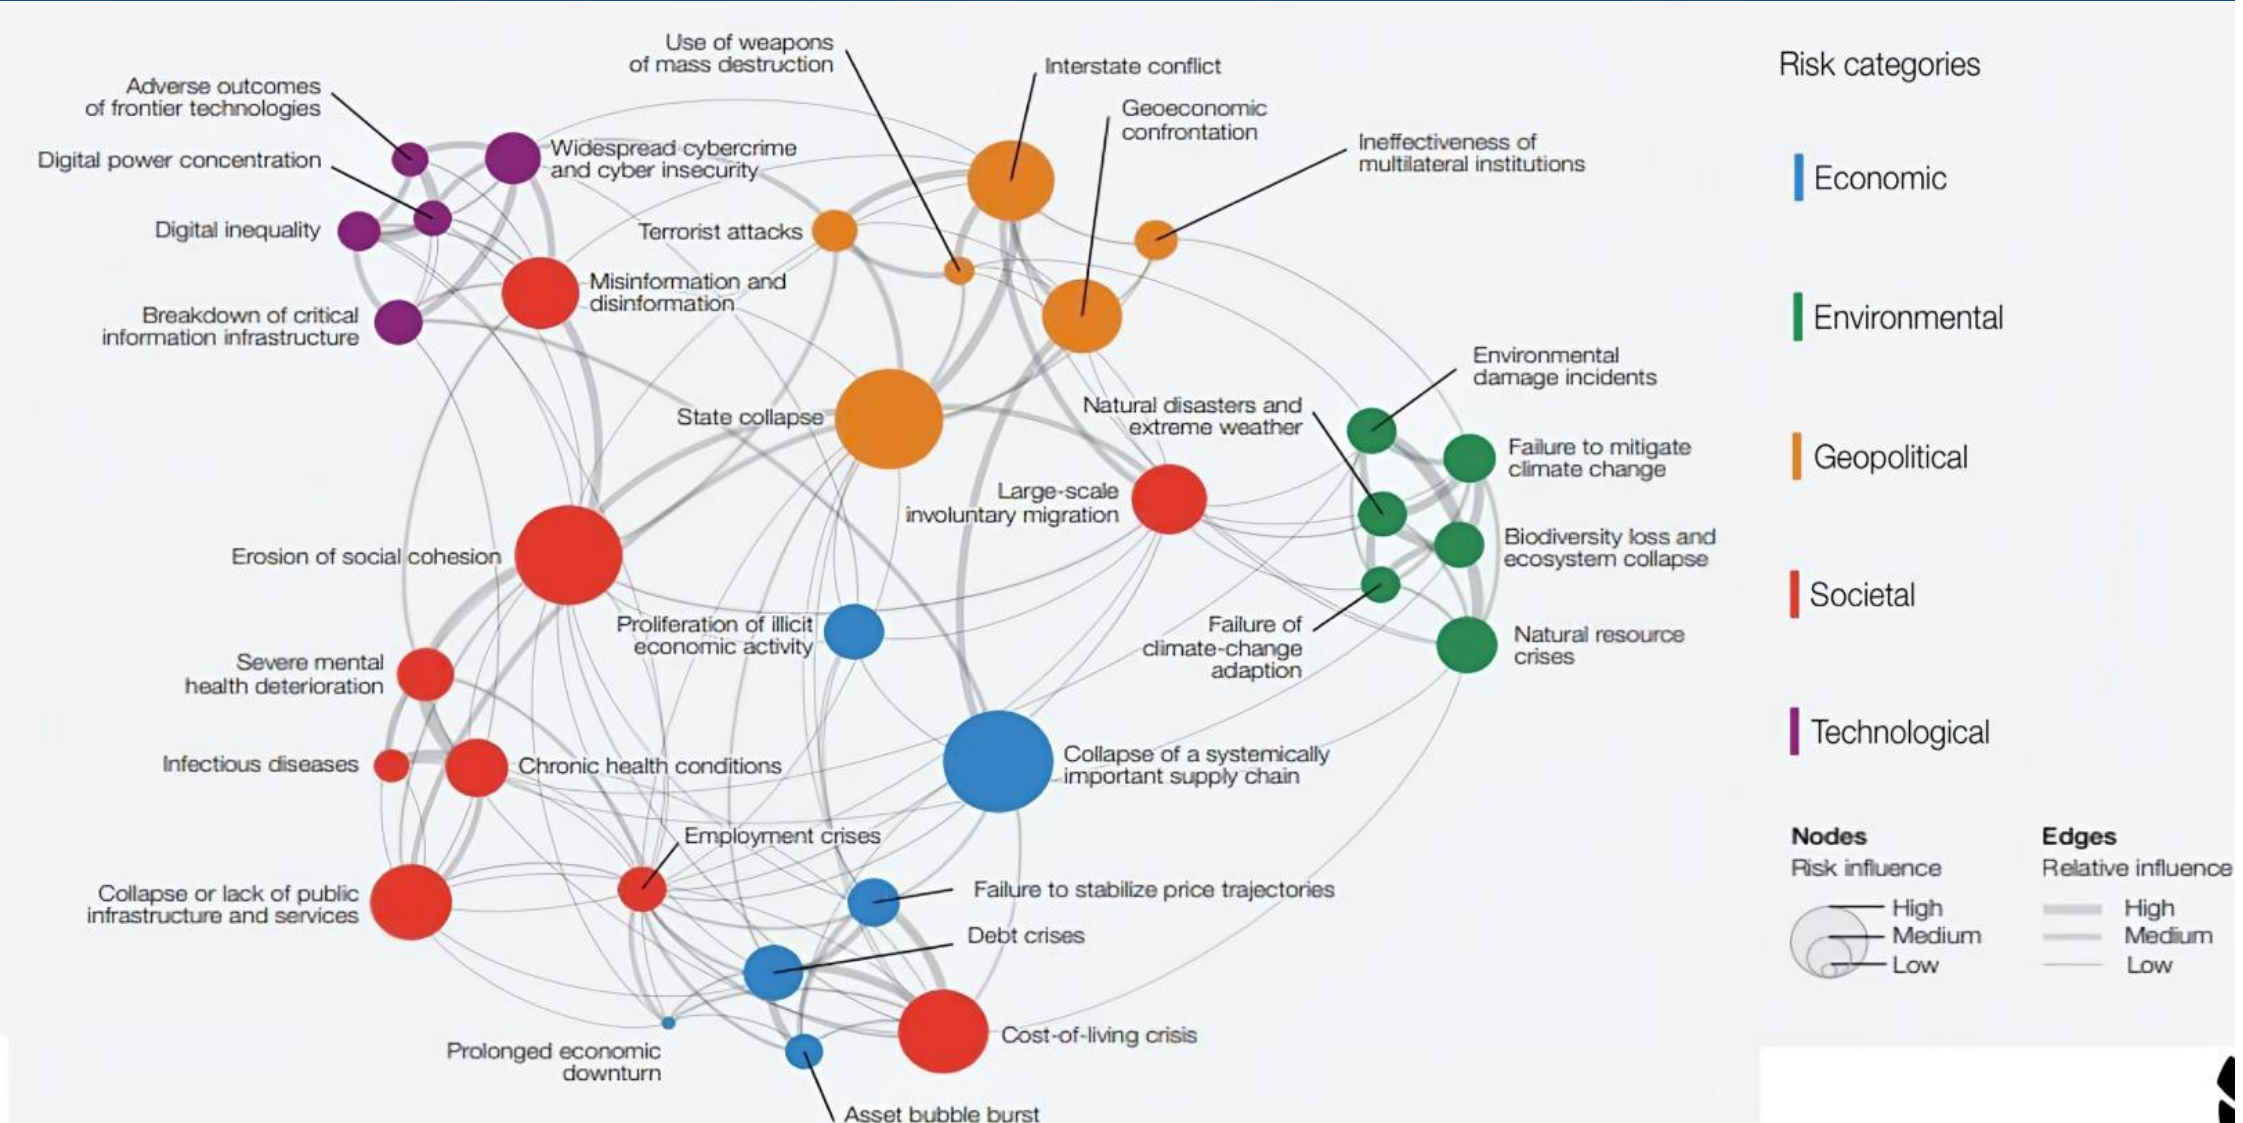 Use of weapons
of mass destruction
Interstate conflict
Adverse outcomes
of frontier technologies
Geoeconomic
confrontation
Widespread cybercrime
and cyber insecurity
Ineffectiveness of
multilateral institutions
Digital power concentration
Digital inequality
Terrorist attacks
Misinformation and
disinformation
Breakdown of critical
information infrastructure
Environmental
damage incidents
State collapse
Natural disasters and
extreme weather
Failure to mitigate
climate change
Large-scale
involuntary migration
Biodiversity loss and
ecosystem collapse
Erosion of social cohesion
Proliferation of illicit
economic activity
Failure of
climate-change
adaption
Natural resource
crises
Severe mental
health deterioration
Infectious diseases
Chronic health conditions
Collapse of a systemically
important supply chain
Employment crises
Collapse or lack of public
infrastructure and services
Failure to stabilize price trajectories
Debt crises
Prolonged economic
downturn
Cost-of-living crisis
Asset bubble burst
Risk categories
Economic
Environmental
Geopolitical
Societal
Technological
Nodes
Risk influence
High
Medium
Low
Edges
Relative influence
High
Medium
Low